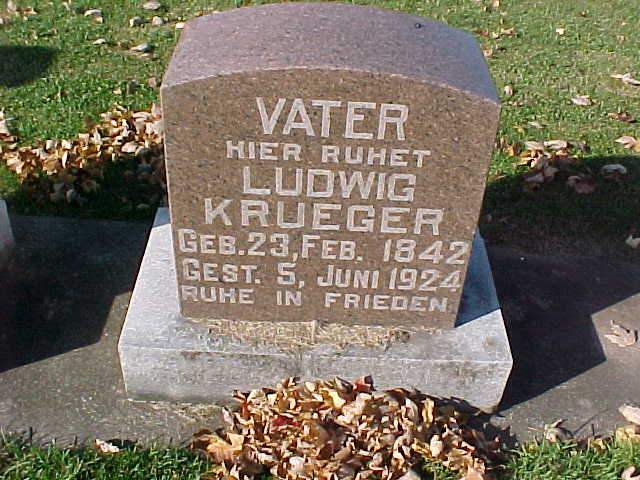 VATER
HIER RUHET
LUDWIG
KRUEGER
GEB. 23, FEB. 1842
GEST. 5, JUNI 1924
RUHE IN FRIEDEN.